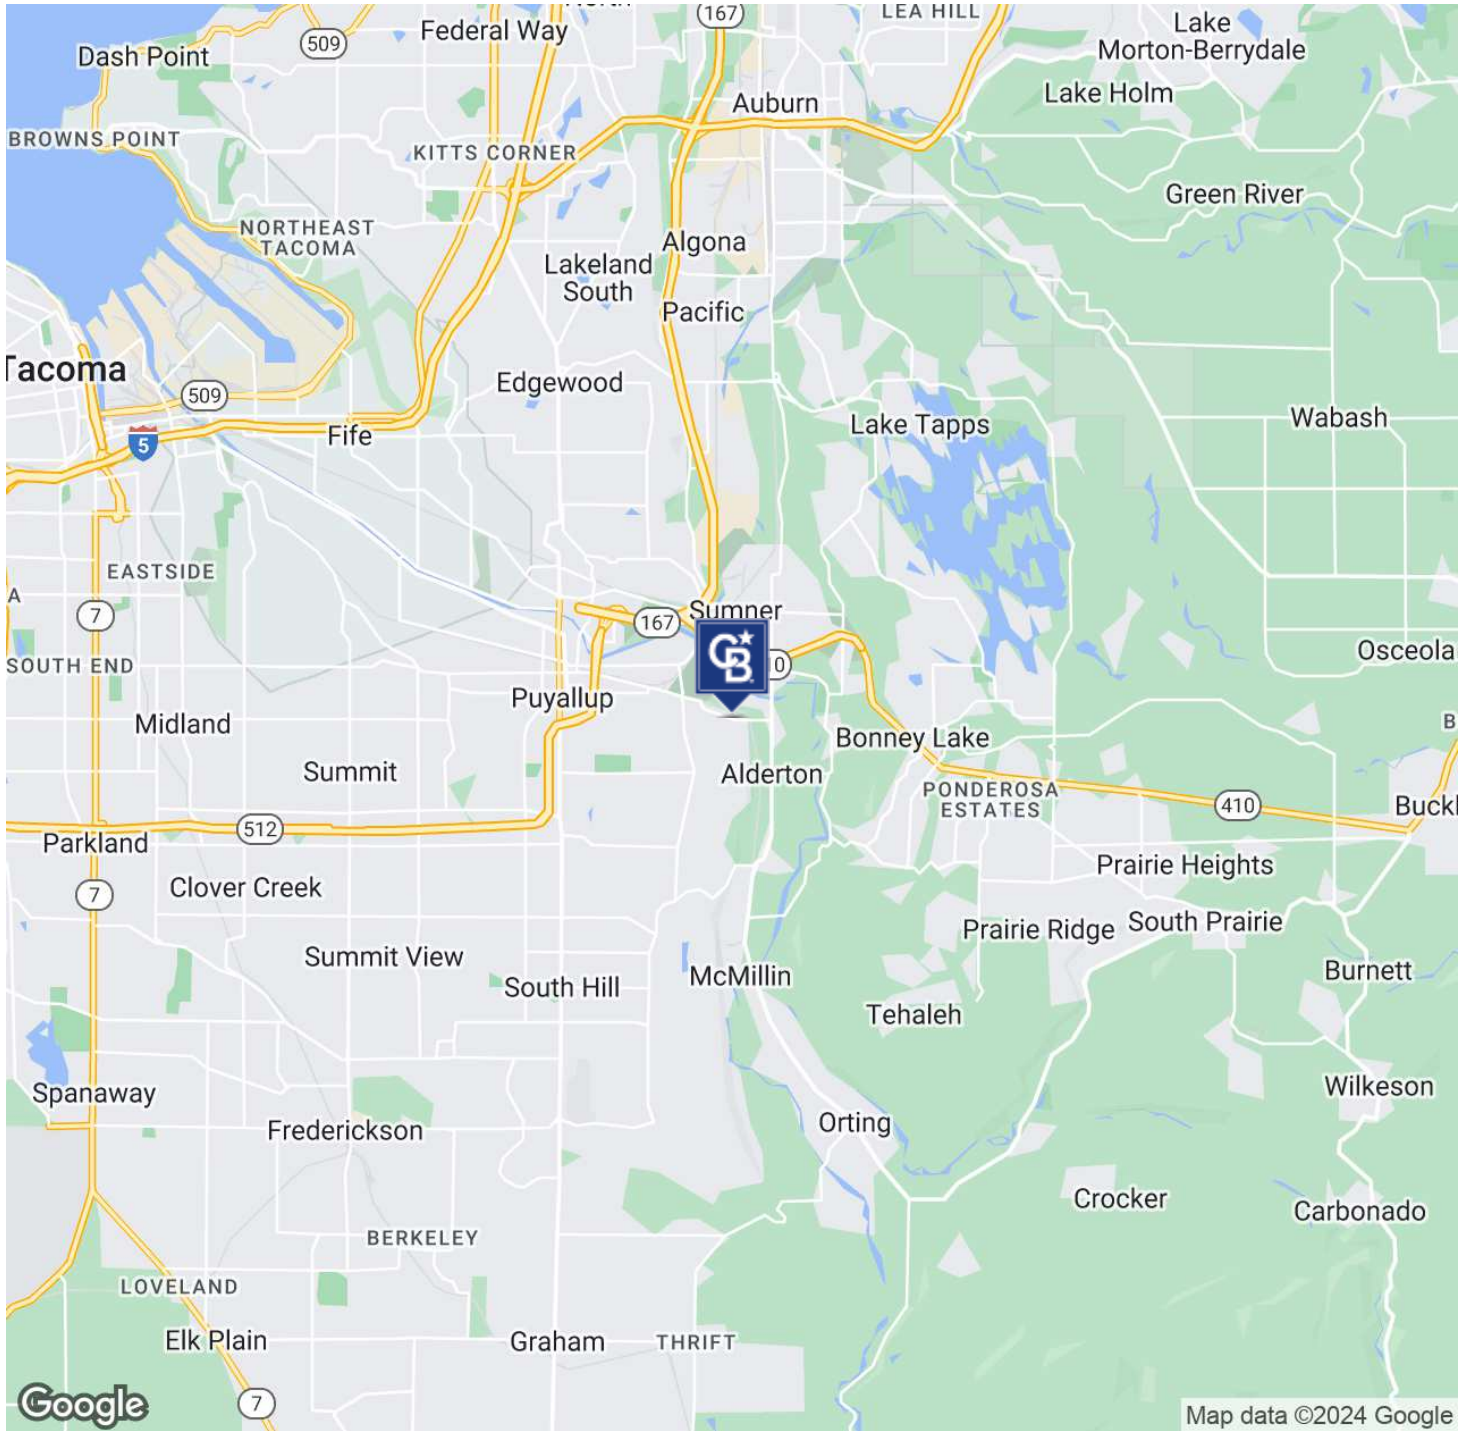 North
167
LEA HILL
Federal Way
509
Lake
Morton-Berrydale
Dash Point
Lake Holm
Auburn
BROWNS POINT
KITTS CORNER
Green River
NORTHEAST
TACOMA
Algona
Lakeland
South
Pacific
Tacoma
Edgewood
509
Lake Tapps
Wabash
Fife
5
EASTSIDE
A
7
Sumner
167
CB
10
SOUTH END
Osceola
Puyallup
Midland
B
Bonney Lake
Summit
Alderton
PONDEROSA
ESTATES
410
Buckl
512
Parkland
Prairie Heights
7
Clover Creek
Prairie Ridge
South Prairie
Summit View
Burnett
McMillin
South Hill
Tehaleh
Spanaway
Wilkeson
Orting
Frederickson
Crocker
Carbonado
BERKELEY
LOVELAND
Elk Plain
Graham
THRIFT
7
Google
Map data ©2024 Google